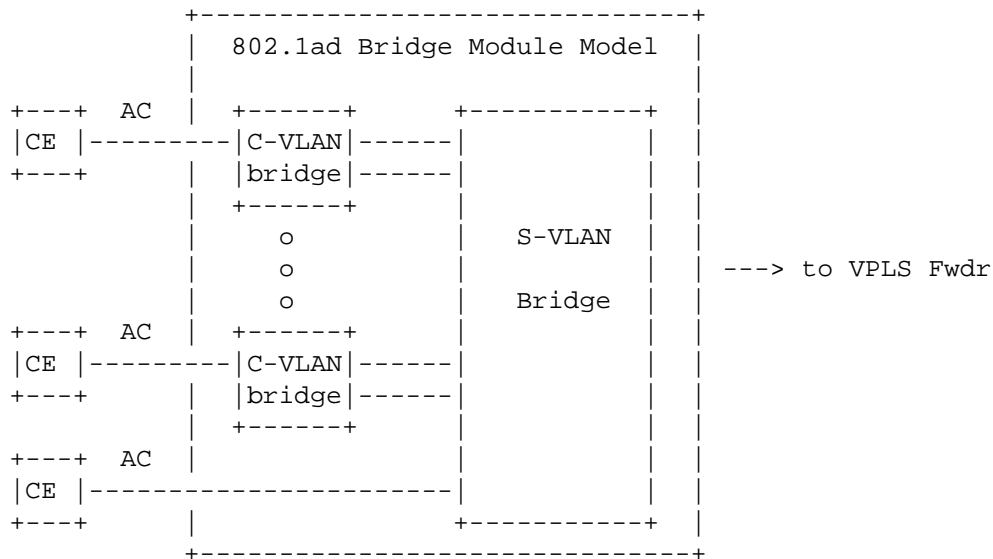 802.1ad Bridge Module Model
AC
CE
C-VLAN
bridge
o
S-VLAN
o
---> to VPLS Fwdr
o
Bridge
AC
CE
C-VLAN
bridge
AC
CE